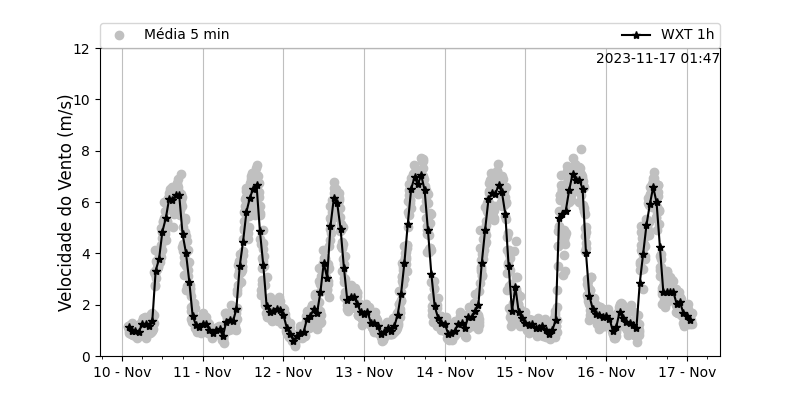 Média 5 min
WXT 1h
2023-11-17 01:47
Velocidade do Vento (m/s)
12
10
8
6
4
2
0
10 - Nov
11 - Nov
12 - Nov
13 - Nov
14 - Nov
15 - Nov
16 - Nov
17 - Nov